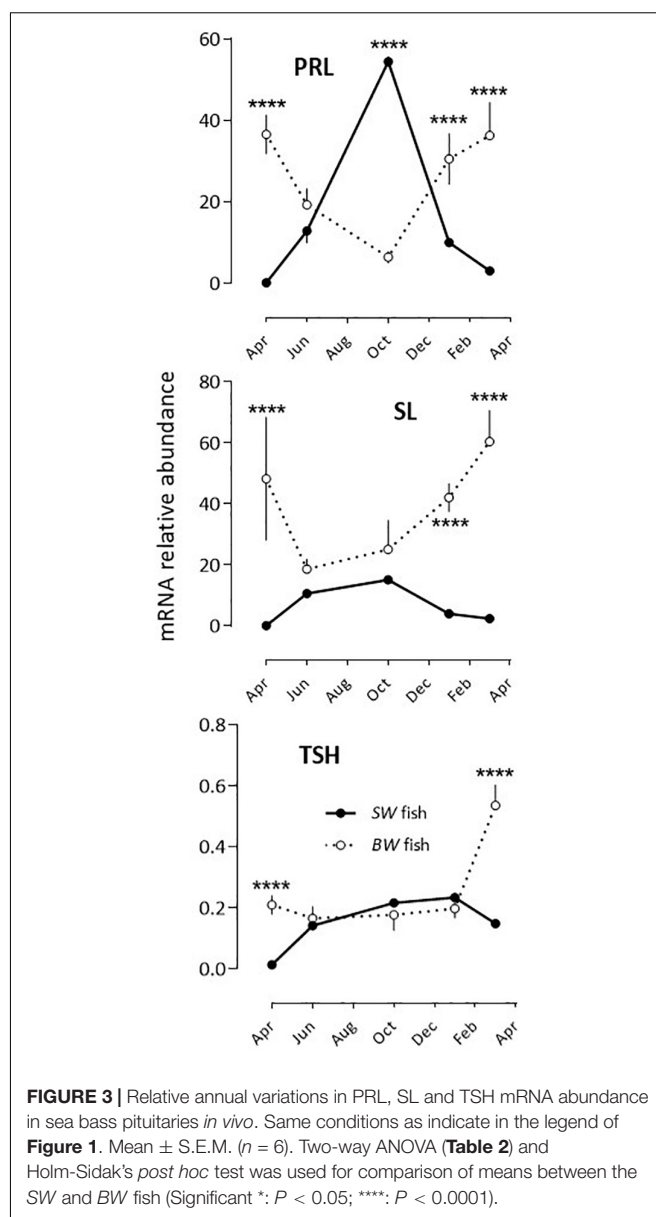 60
****
PRL
****
****
****
40
20
0
Apr
Jun
Aug
Oct
Dec
Feb
Apr
mRNA relative abundance
80
****
SL
****
60
****
40
20
0
Apr
Jun
Aug
Oct
Dec
Feb
Apr
0.8
TSH
****
0.6
SW fish
BW fish
0.4
****
0.2
0.0
Apr
Jun
Aug
Oct
Dec
Feb
Apr
FIGURE 3 | Relative annual variations in PRL, SL and TSH mRNA abundance
in sea bass pituitaries in vivo. Same conditions as indicate in the legend of
Figure 1. Mean ± S.E.M. (n = 6). Two-way ANOVA (Table 2) and
Holm-Sidak's post hoc test was used for comparison of means between the
SW and BW fish (Significant *: P < 0.05; ****: P < 0.0001).